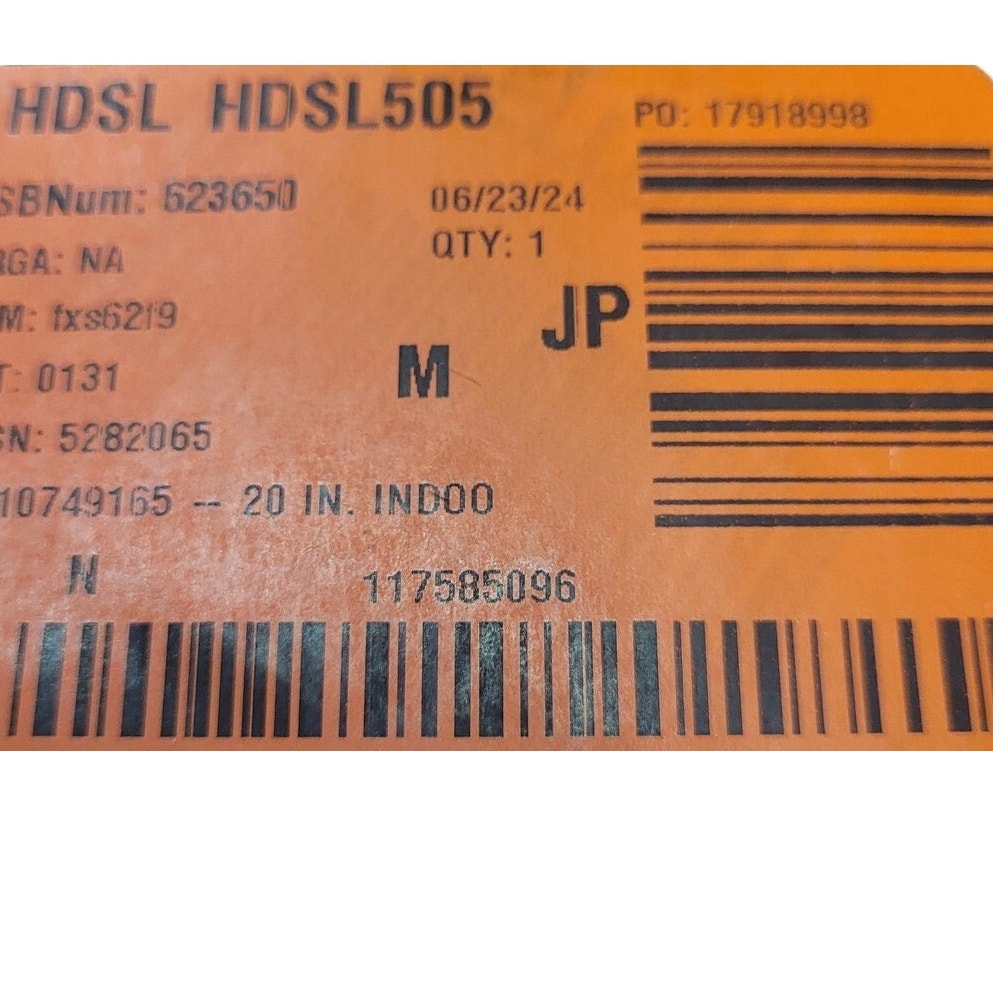 HDSL HDSL505
PO: 17918998
SBNum: 623650
06/23/24
RGA: NA
QTY: 1
M: fxs62f9
JP
T: 0131
M
SN: 5282065
10749165 -- 20 IN. INDOO
N
117585096